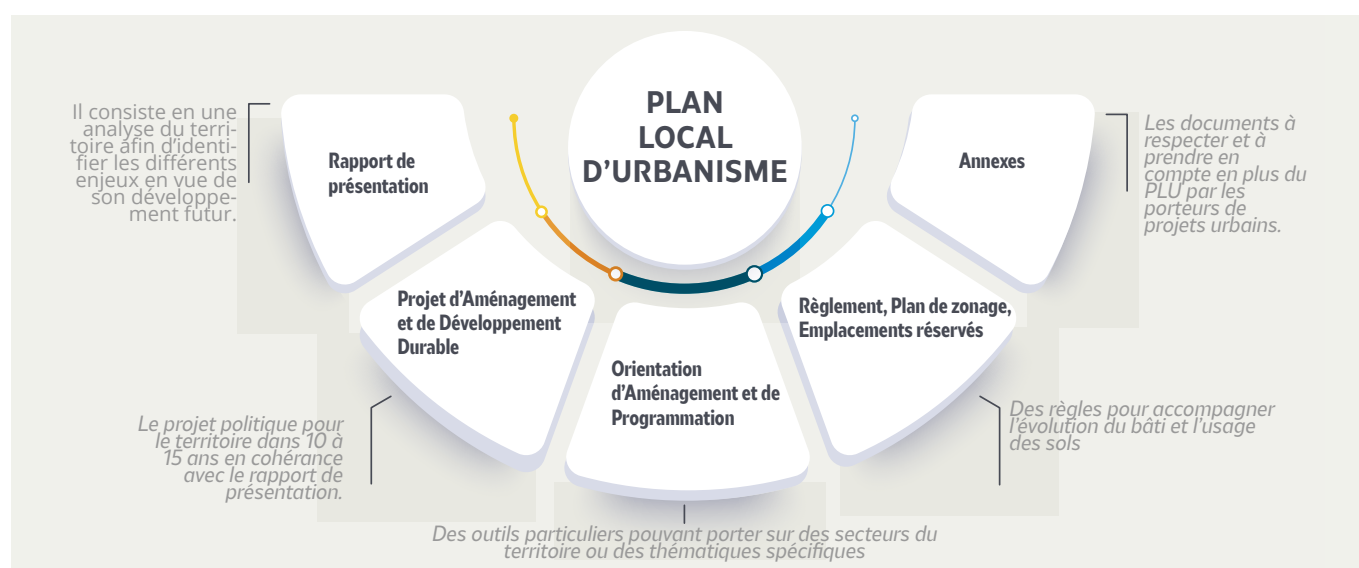 PLAN
LOCAL
D'URBANISME
Il consiste en une
analyse du terri-
toire afin d'identi-
fier les différents
enjeux en vue de
son développe-
ment futur.
Rapport de
présentation
Projet d'Aménagement
et de Développement
Durable
Le projet politique pour
le territoire dans 10 à
15 ans en cohérance
avec le rapport de
présentation.
Orientation
d'Aménagement et de
Programmation
Des outils particuliers pouvant porter sur des secteurs du
territoire ou des thématiques spécifiques
Règlement, Plan de zonage,
Emplacements réservés
Des règles pour accompagner
l'évolution du bâti et l'usage
des sols
Annexes
Les documents à
respecter et à
prendre en
compte en plus du
PLU par les
porteurs de
projets urbains.